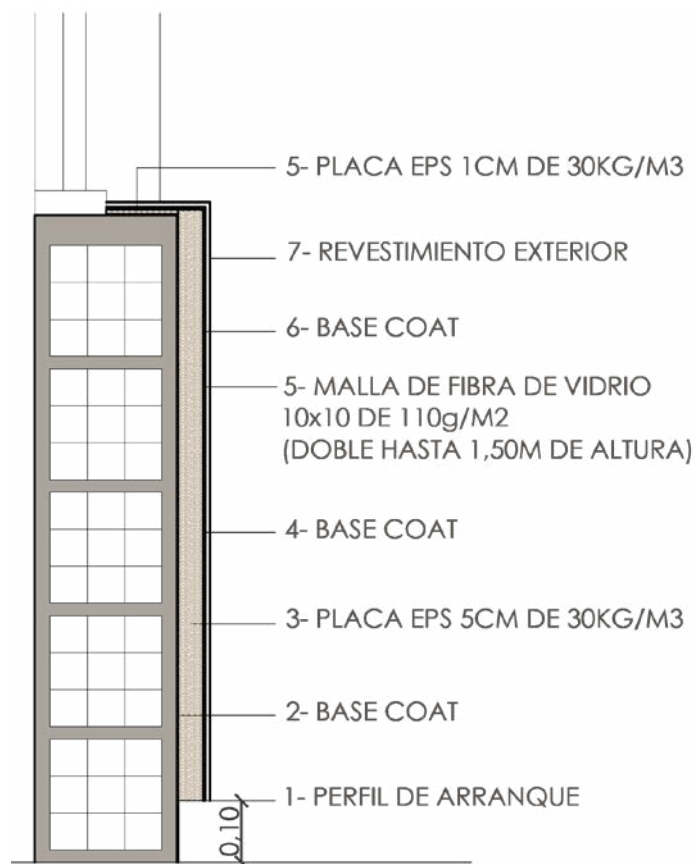 5- PLACA EPS 1CM DE 30KG/M3
7- REVESTIMIENTO EXTERIOR
6- BASE COAT
5- MALLA DE FIBRA DE VIDRIO
10x10 DE 110g/M2
(DOBLE HASTA 1,50M DE ALTURA)
4- BASE COAT
3- PLACA EPS 5CM DE 30KG/M3
2- BASE COAT
1- PERFIL DE ARRANQUE
0,10